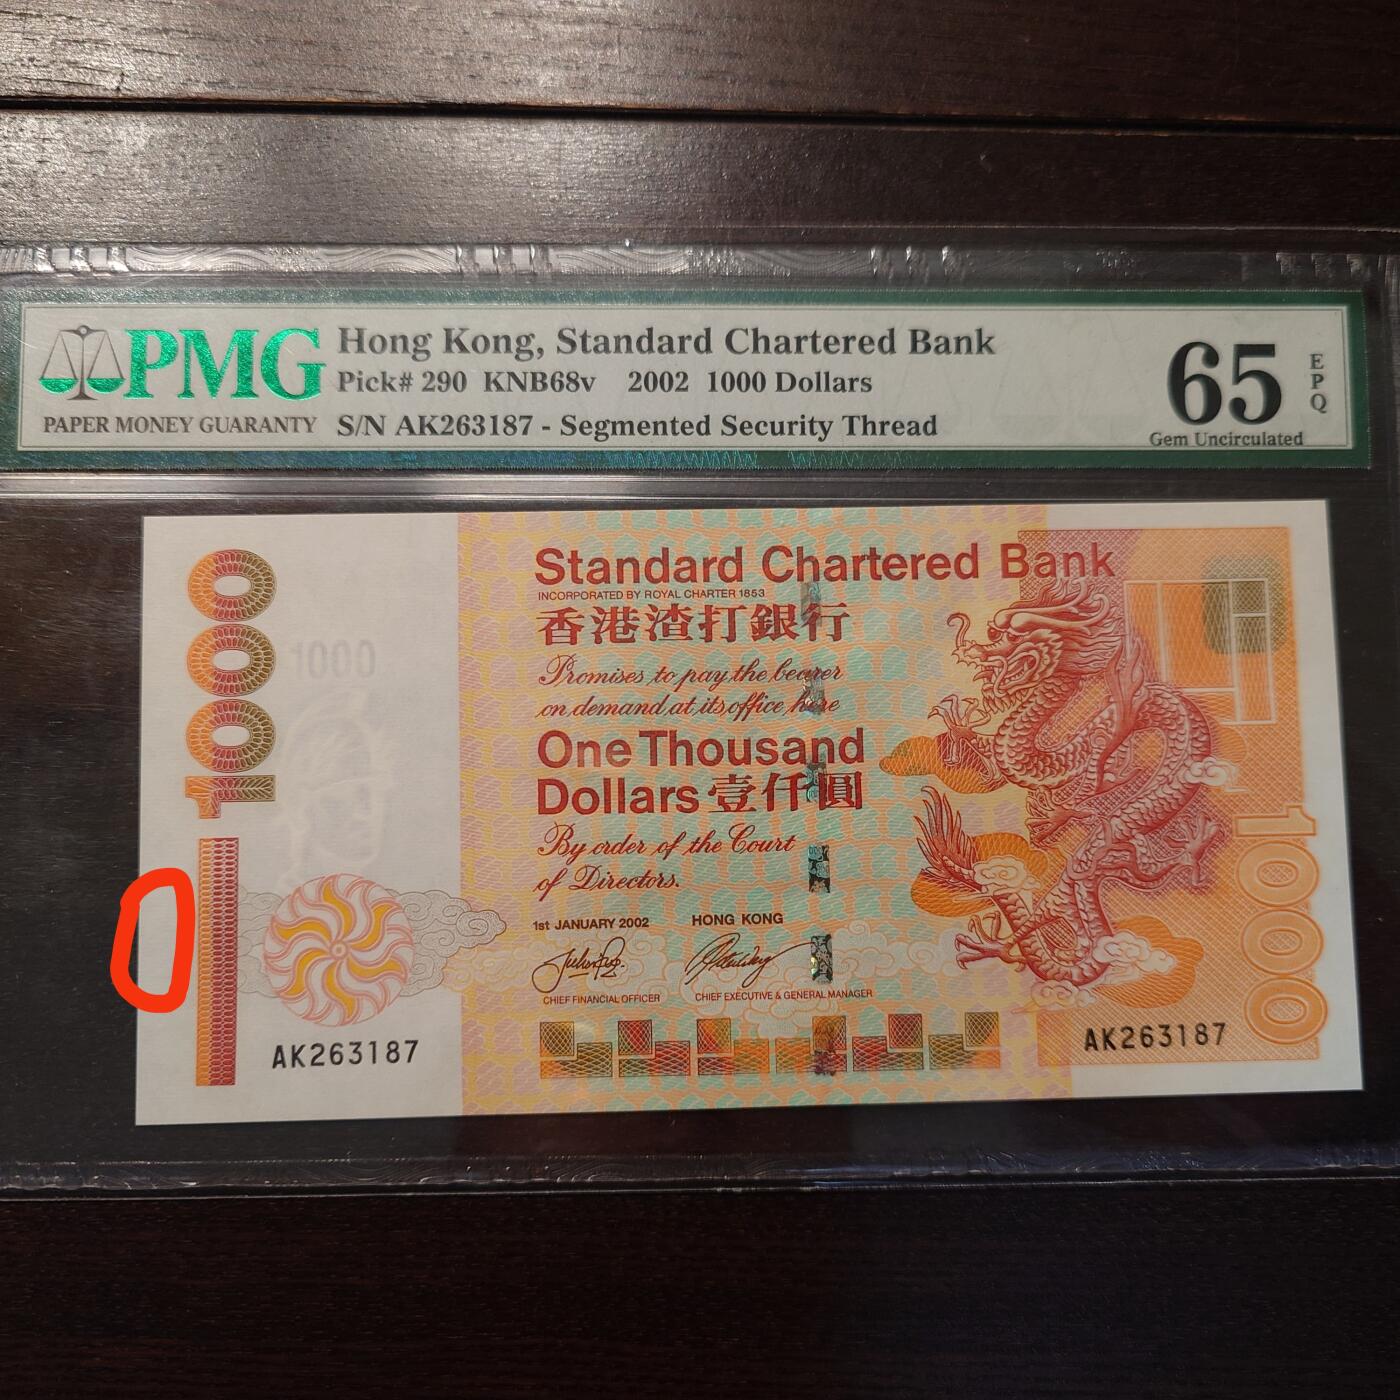 PMG
PAPER MONEY GUARANTY
Hong Kong, Standard Chartered Bank
Pick# 290 KNB68v 2002 1000 Dollars
S/N AK263187 - Segmented Security Thread
65
EPQ
Gem Uncirculated
1000
1000
Standard Chartered Bank
INCORPORATED BY ROYAL CHARTER 1853
香港渣打銀行
Promises to pay the bearer
on demand at its office here
One Thousand
Dollars 壹仟圓
By order of the Court
of Directors.
1st JANUARY 2002 HONG KONG
CHIEF FINANCIAL OFFICER CHIEF EXECUTIVE & GENERAL MANAGER
AK263187
AK263187
1000